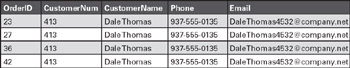 OrderID CustomerNum CustomerName Phone Email
23 413 Dale Thomas 937-555-0135 DaleThomas4532@company.net
27 413 Dale Thomas 937-555-0135 DaleThomas4532@company.net
36 413 Dale Thomas 937-555-0135 DaleThomas4532@company.net
42 413 Dale Thomas 937-555-0135 DaleThomas4532@company.net